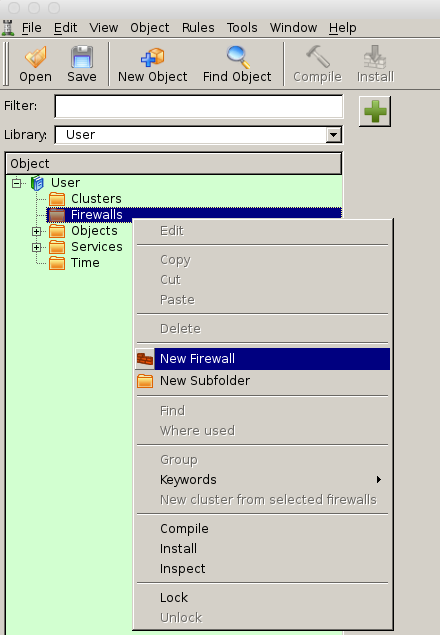 File Edit View Object Rules Tools Window Help
Open Save New Object Find Object Compile Install
Filter:
Library: User
Object
User
Clusters
Firewalls
Objects
Services
Time
Edit
Copy
Cut
Paste
Delete
New Firewall
New Subfolder
Find
Where used
Group
Keywords
New cluster from selected firewalls
Compile
Install
Inspect
Lock
Unlock